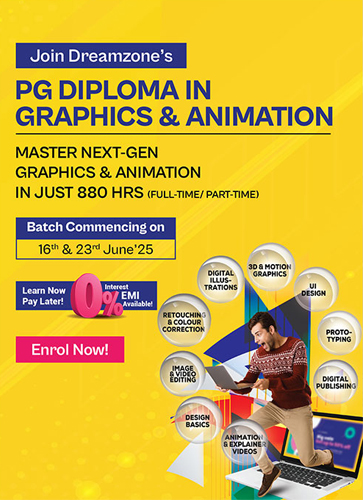 Join Dreamzone's
PG DIPLOMA IN
GRAPHICS & ANIMATION
MASTER NEXT-GEN
GRAPHICS & ANIMATION
IN JUST 880 HRS (FULL-TIME/ PART-TIME)
Batch Commencing on
16th & 23rd June'25
Learn Now
Pay Later!
0%
Interest
EMI
Available!
Enrol Now!
3D & MOTION
GRAPHICS
DIGITAL
ILLUS-
TRATIONS
UI
DESIGN
RETOUCHING
& COLOUR
CORRECTION
PROTO-
TYPING
IMAGE
& VIDEO
EDITING
DIGITAL
PUBLISHING
DESIGN
BASICS
ANIMATION
& EXPLAINER
VIDEOS